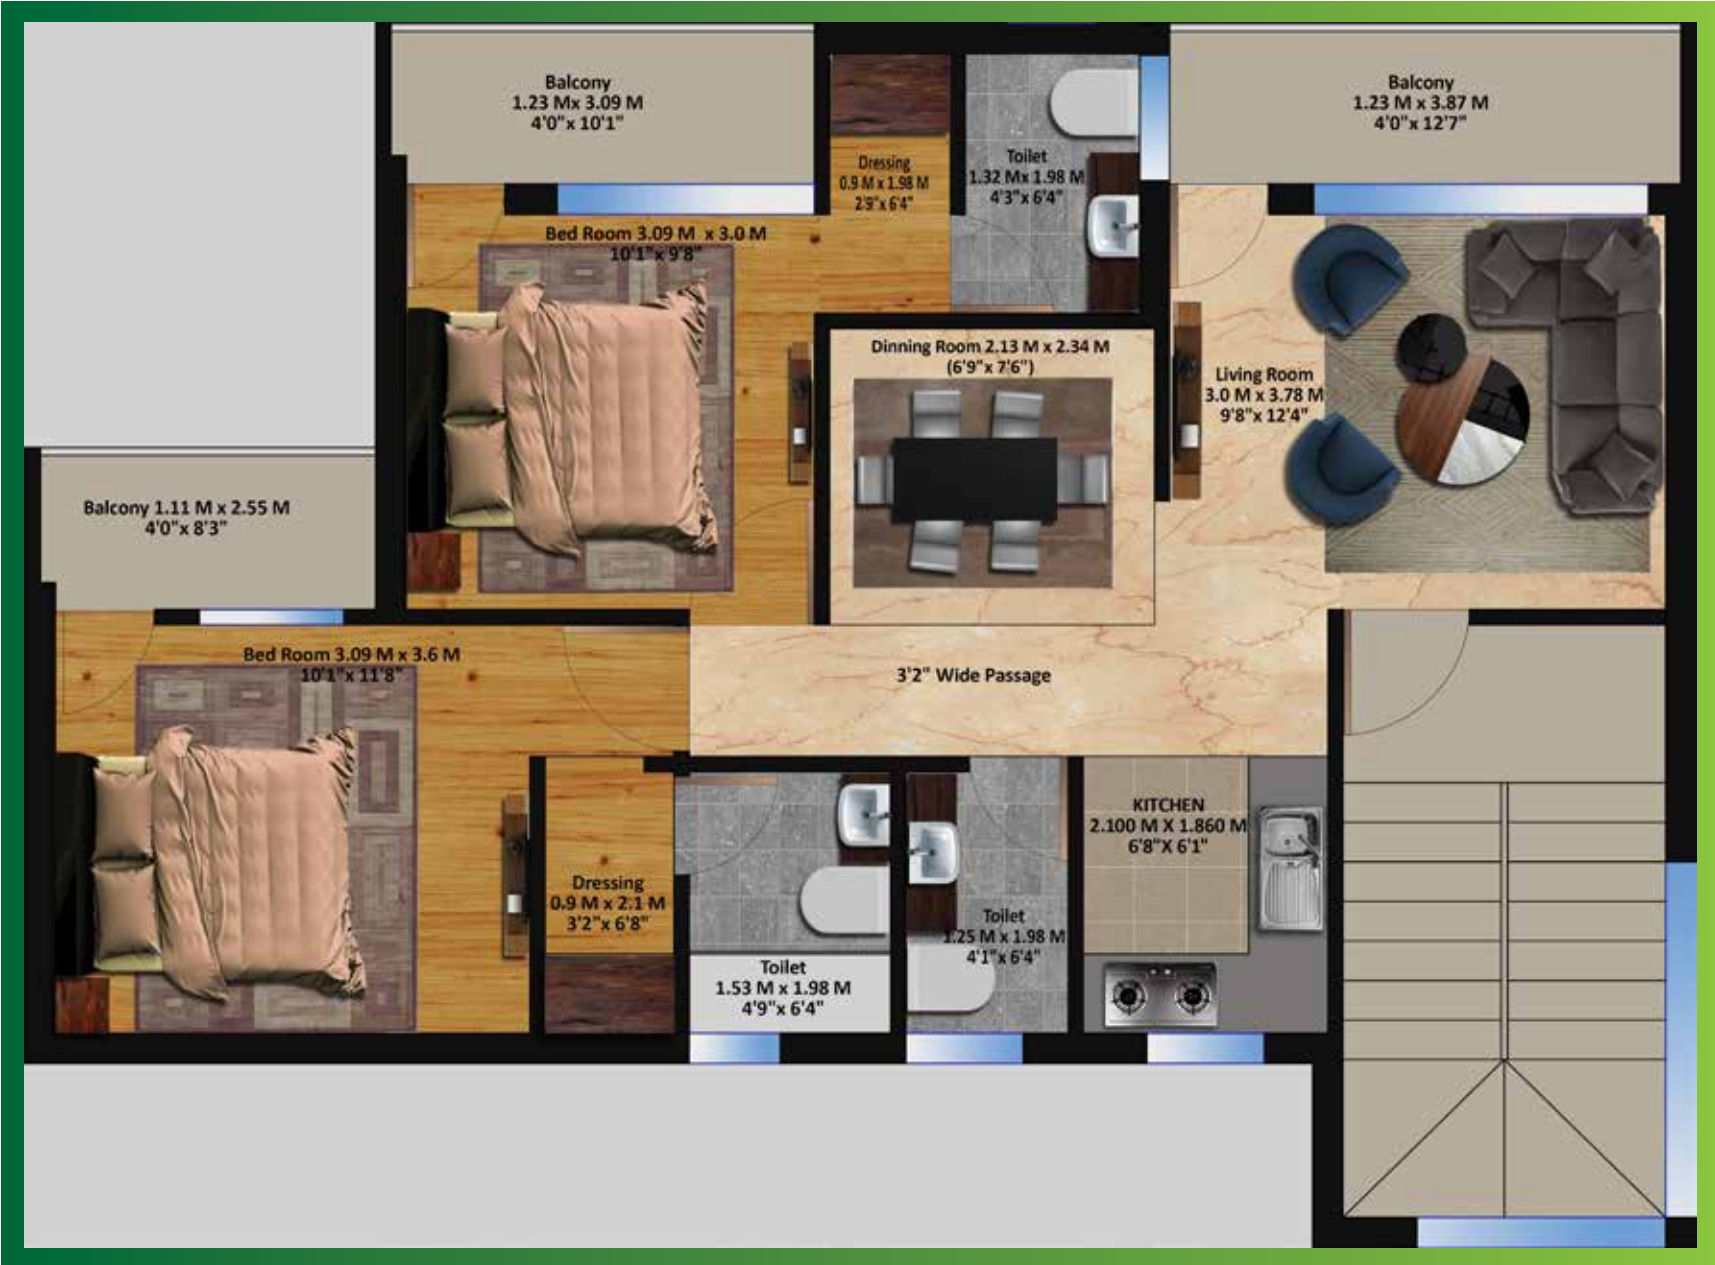 Balcony
1.23 Mx 3.09 M
4'0"x 10'1"
Balcony
1.23 M x 3.87 M
4'0"x 12'7"
Dressing
0.9 M x 1.98 M
2'9"x 6'4"
Toilet
1.32 Mx 1.98 M
4'3"x 6'4"
Bed Room 3.09 M x 3.0 M
10'1"x 9'8"
Dinning Room 2.13 M x 2.34 M
(6'9"x 7'6")
Living Room
3.0 M x 3.78 M
9'8"x 12'4"
Balcony 1.11 M x 2.55 M
4'0"x 8'3"
Bed Room 3.09 M x 3.6 M
10'1"x 11'8"
3'2" Wide Passage
KITCHEN
2.100 M X 1.860 M
6'8"X 6'1"
Dressing
0.9 M x 2.1 M
3'2"x 6'8"
Toilet
1.25 M x 1.98 M
4'1"x 6'4"
Toilet
1.53 M x 1.98 M
4'9"x 6'4"